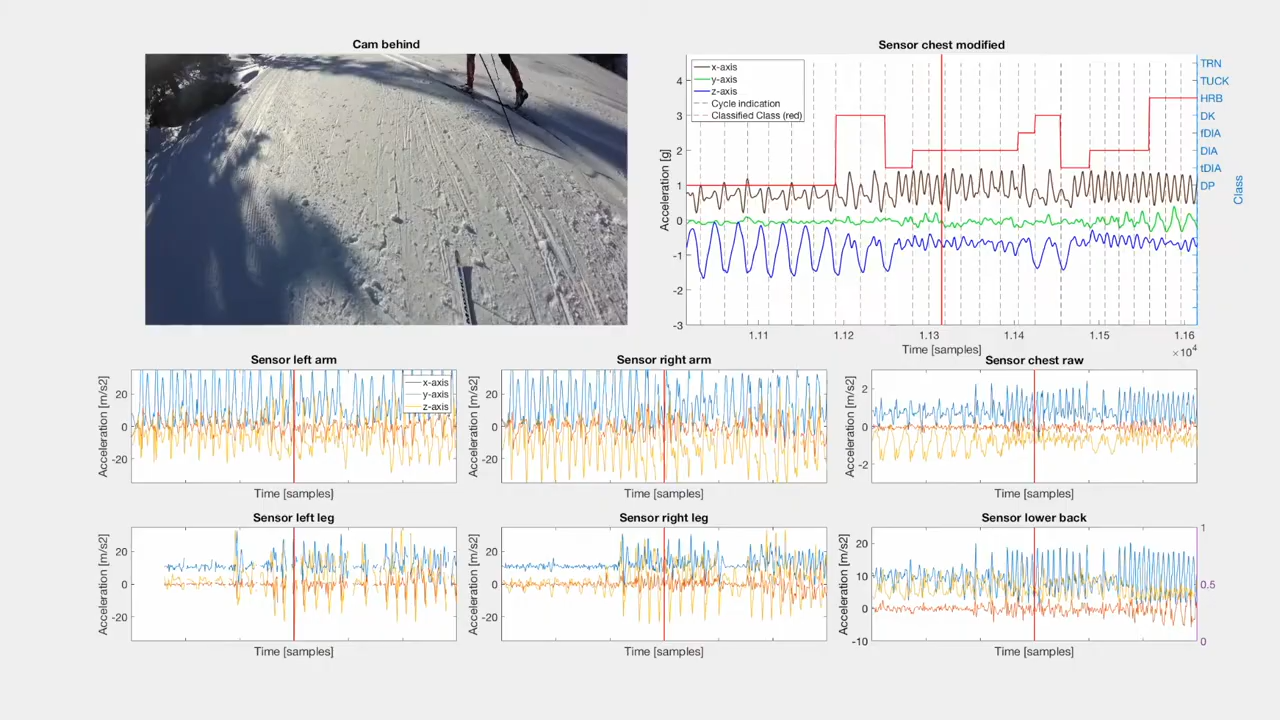 Cam behind
Sensor chest modified
x-axis
y-axis
z-axis
Cycle indication
Classified Class (red)
Acceleration [g]
4
3
2
1
0
-1
-2
-3
TRN
TUCK
HRB
DK
fDIA
DIA
tDIA
DP
Class
1.11
1.12
1.13
1.14
1.15
1.16
Time [samples]
×10⁴
Sensor left arm
x-axis
y-axis
z-axis
Acceleration [m/s2]
20
0
-20
Time [samples]
Sensor right arm
Acceleration [m/s2]
20
0
-20
Time [samples]
Sensor chest raw
Acceleration [m/s2]
2
0
-2
Time [samples]
Sensor left leg
Acceleration [m/s2]
20
0
-20
Time [samples]
Sensor right leg
Acceleration [m/s2]
20
0
-20
Time [samples]
Sensor lower back
Acceleration [m/s2]
20
10
0
-10
1
0.5
0
Time [samples]